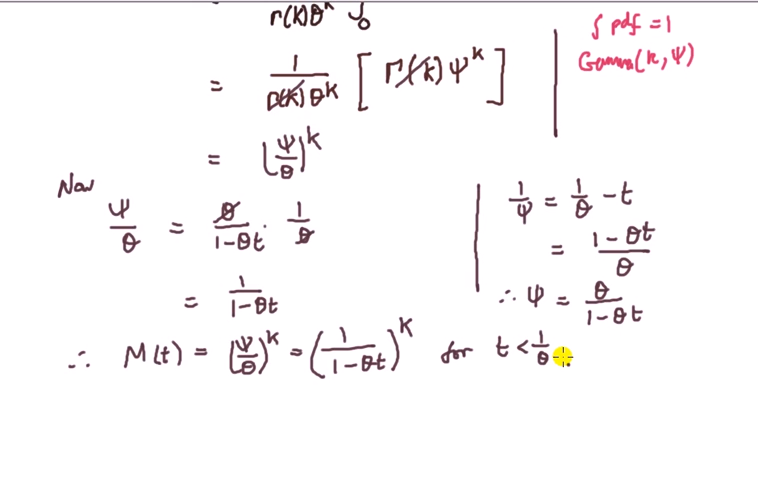 Γ(k)θ^k ∫_0
= 1/(Γ(k)θ^k) [Γ(k)ψ^k]
= (ψ/θ)^k
∫ pdf = 1
Gamma(k, ψ)
Now
ψ/θ = θ/(1-θt) · 1/θ
= 1/(1-θt)
1/ψ = 1/θ - t
= (1-θt)/θ
∴ ψ = θ/(1-θt)
∴ M(t) = (ψ/θ)^k = (1/(1-θt))^k for t < 1/θ